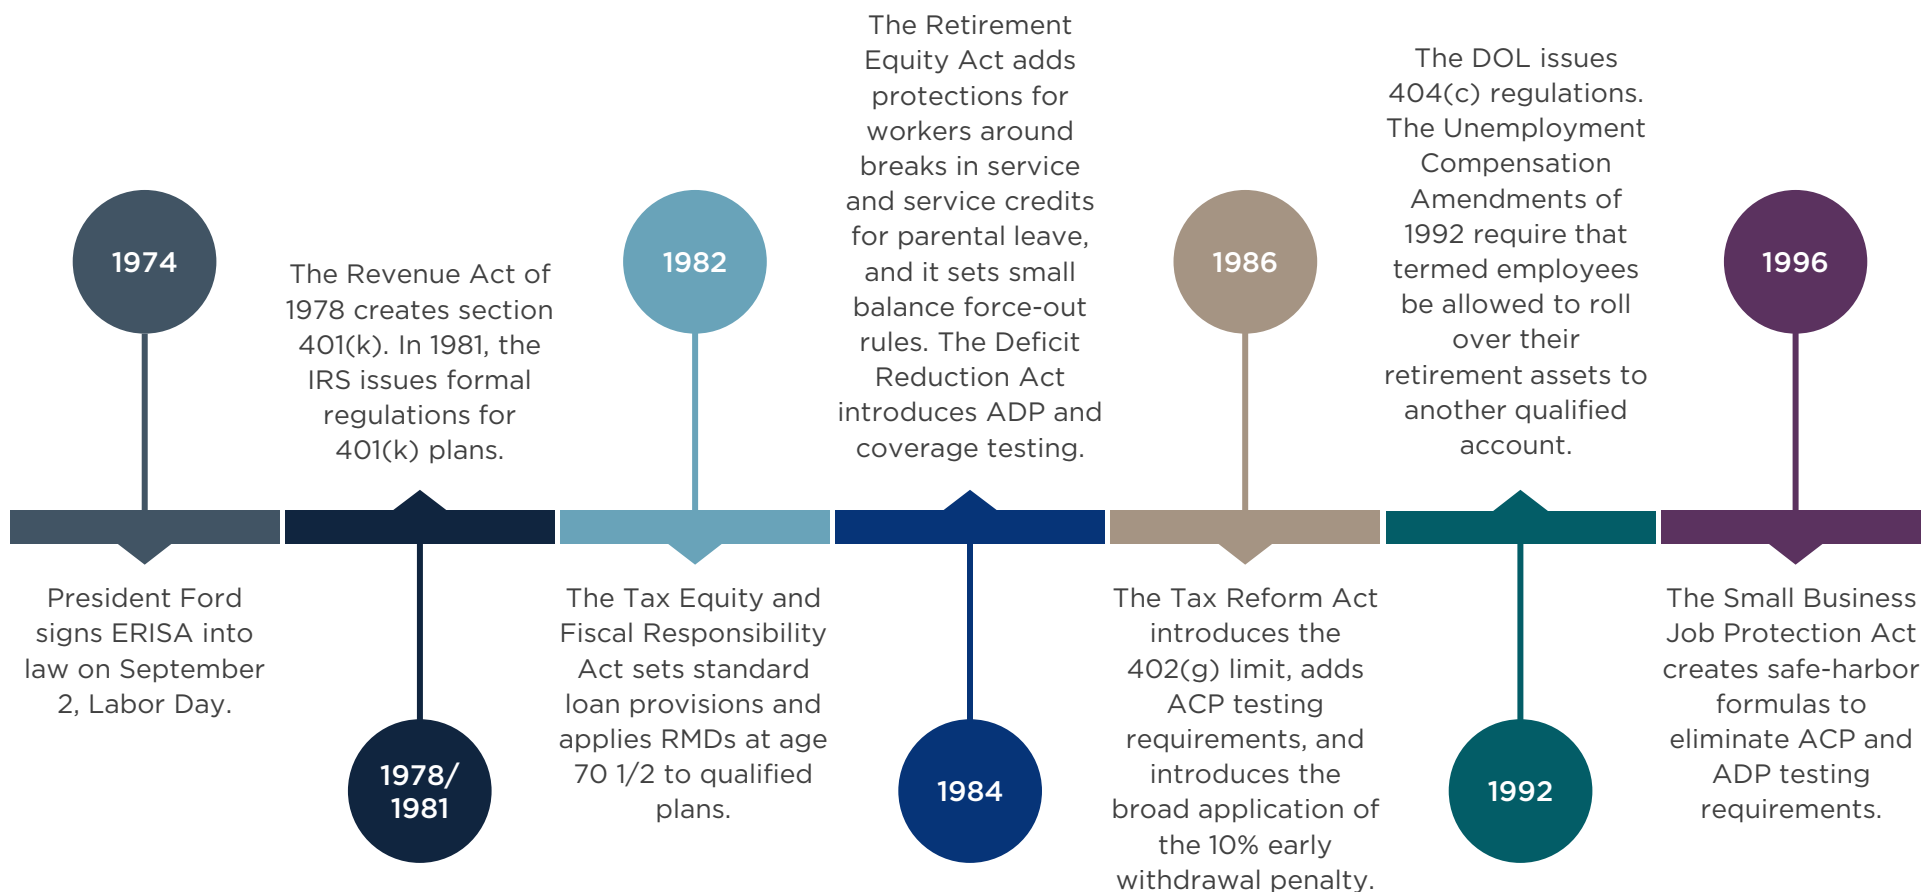 1974
President Ford
signs ERISA into
law on September
2, Labor Day.
The Revenue Act of
1978 creates section
401(k). In 1981, the
IRS issues formal
regulations for
401(k) plans.
1978/
1981
1982
The Tax Equity and
Fiscal Responsibility
Act sets standard
loan provisions and
applies RMDs at age
70 1/2 to qualified
plans.
The Retirement
Equity Act adds
protections for
workers around
breaks in service
and service credits
for parental leave,
and it sets small
balance force-out
rules. The Deficit
Reduction Act
introduces ADP and
coverage testing.
1984
1986
The Tax Reform Act
introduces the
402(g) limit, adds
ACP testing
requirements, and
introduces the
broad application of
the 10% early
withdrawal penalty.
The DOL issues
404(c) regulations.
The Unemployment
Compensation
Amendments of
1992 require that
termed employees
be allowed to roll
over their
retirement assets to
another qualified
account.
1992
1996
The Small Business
Job Protection Act
creates safe-harbor
formulas to
eliminate ACP and
ADP testing
requirements.